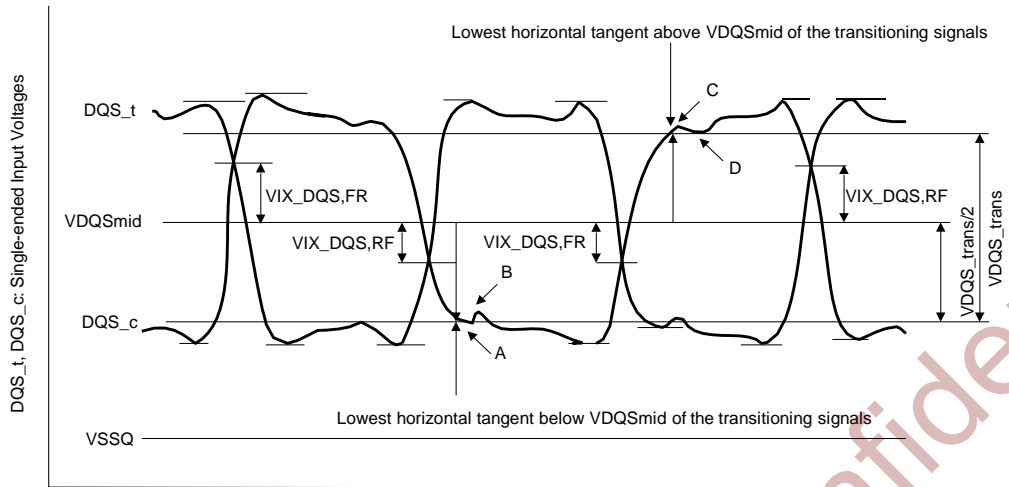 Lowest horizontal tangent above VDQSmid of the transitioning signals
C
DQS_t
D
VIX_DQS,FR
VIX_DQS,RF
VDQSmid
VIX_DQS,RF
VIX_DQS,FR
B
DQS_c
A
VDQS_trans/2
VDQS_trans
DQS_t, DQS_c: Single-ended Input Voltages
Lowest horizontal tangent below VDQSmid of the transitioning signals
VSSQ